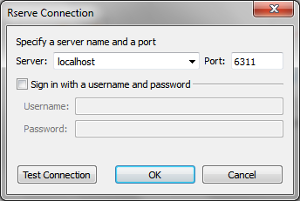 Rserve Connection
Specify a server name and a port
Server: localhost Port: 6311
Sign in with a username and password
Username:
Password:
Test Connection OK Cancel